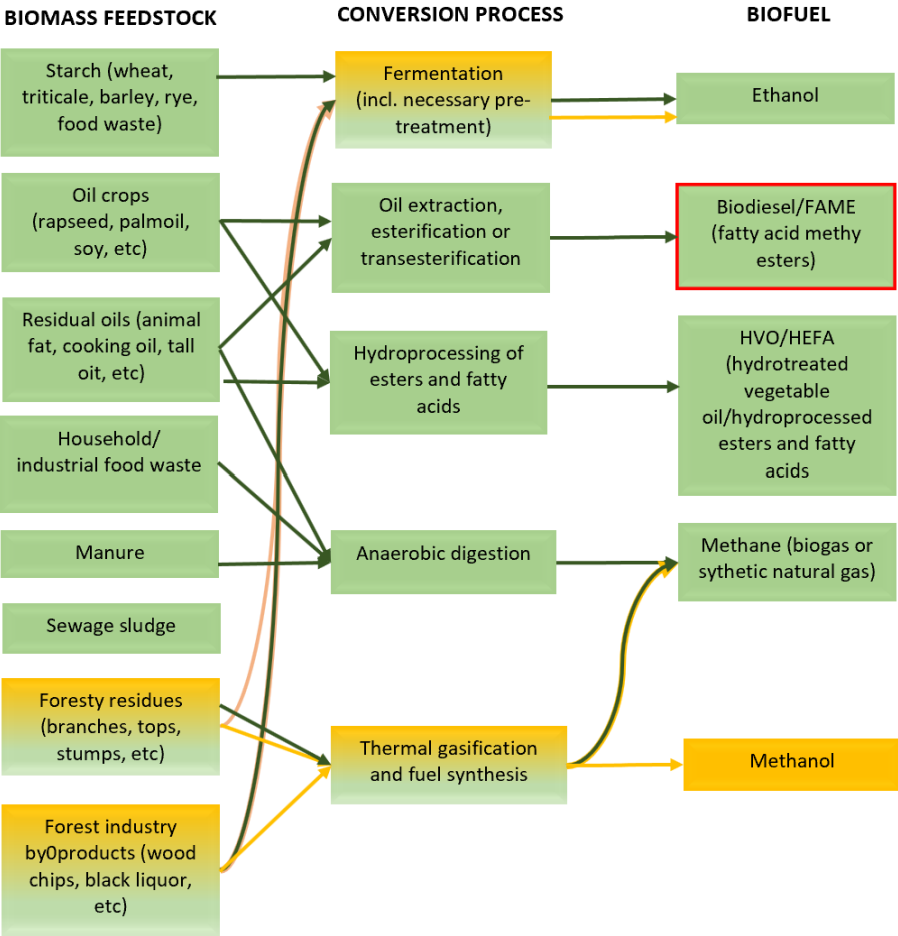 BIOMASS FEEDSTOCK
CONVERSION PROCESS
BIOFUEL
Starch (wheat,
triticale, barley, rye,
food waste)
Fermentation
(incl. necessary pre-
treatment)
Ethanol
Oil crops
(rapseed, palmoil,
soy, etc)
Oil extraction,
esterification or
transesterification
Biodiesel/FAME
(fatty acid methy
esters)
Residual oils (animal
fat, cooking oil, tall
oit, etc)
Hydroprocessing of
esters and fatty
acids
HVO/HEFA
(hydrotreated
vegetable
oil/hydroprocessed
esters and fatty
acids
Household/
industrial food waste
Manure
Anaerobic digestion
Methane (biogas or
sythetic natural gas)
Sewage sludge
Foresty residues
(branches, tops,
stumps, etc)
Thermal gasification
and fuel synthesis
Methanol
Forest industry
by0products (wood
chips, black liquor,
etc)